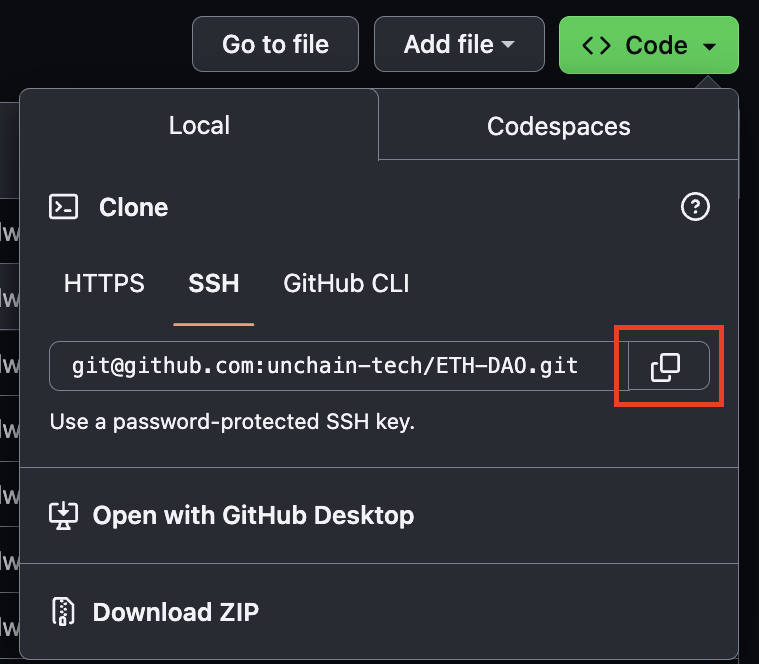 Go to file
Add file
Code
Local
Codespaces
Clone
HTTPS
SSH
GitHub CLI
git@github.com:unchain-tech/ETH-DAO.git
Use a password-protected SSH key.
Open with GitHub Desktop
Download ZIP